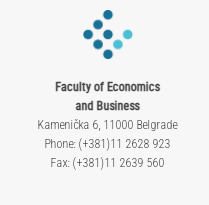 Faculty of Economics
and Business
Kamenička 6, 11000 Belgrade
Phone: (+381)11 2628 923
Fax: (+381)11 2639 560